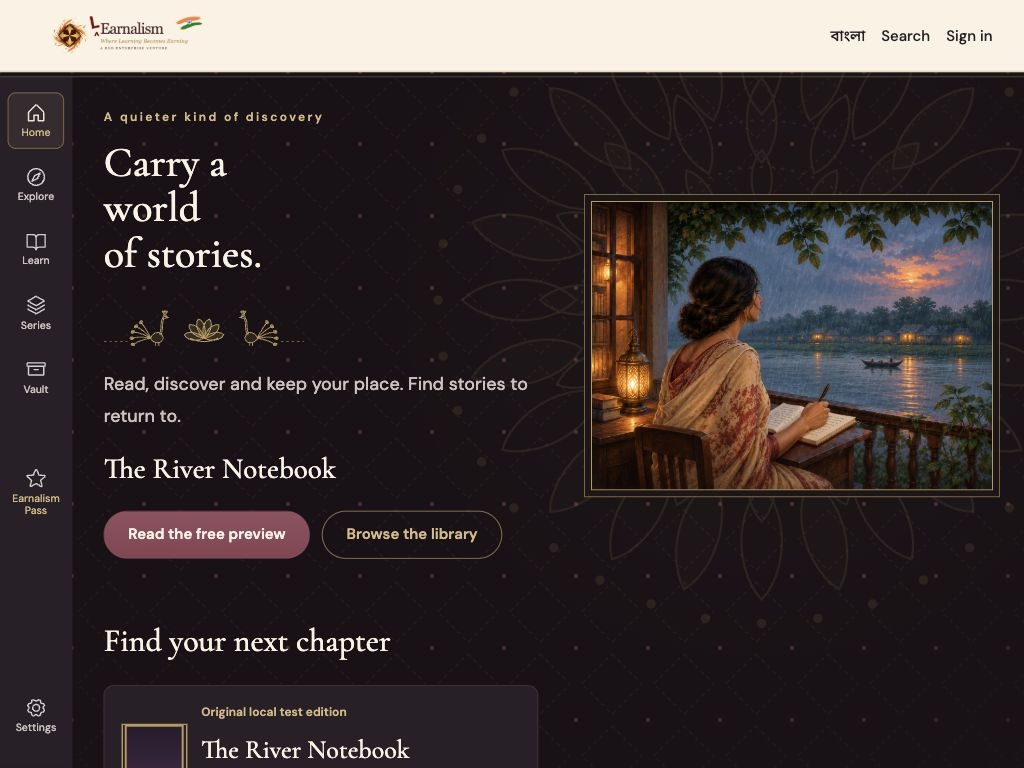 Earnalism
Where Learning Becomes Earning
বাংলা
Search
Sign in
Home
Explore
Learn
Series
Vault
Earnalism
Pass
Settings
A quieter kind of discovery
Carry a
world
of stories.
Read, discover and keep your place. Find stories to
return to.
The River Notebook
Read the free preview
Browse the library
Find your next chapter
Original local test edition
The River Notebook